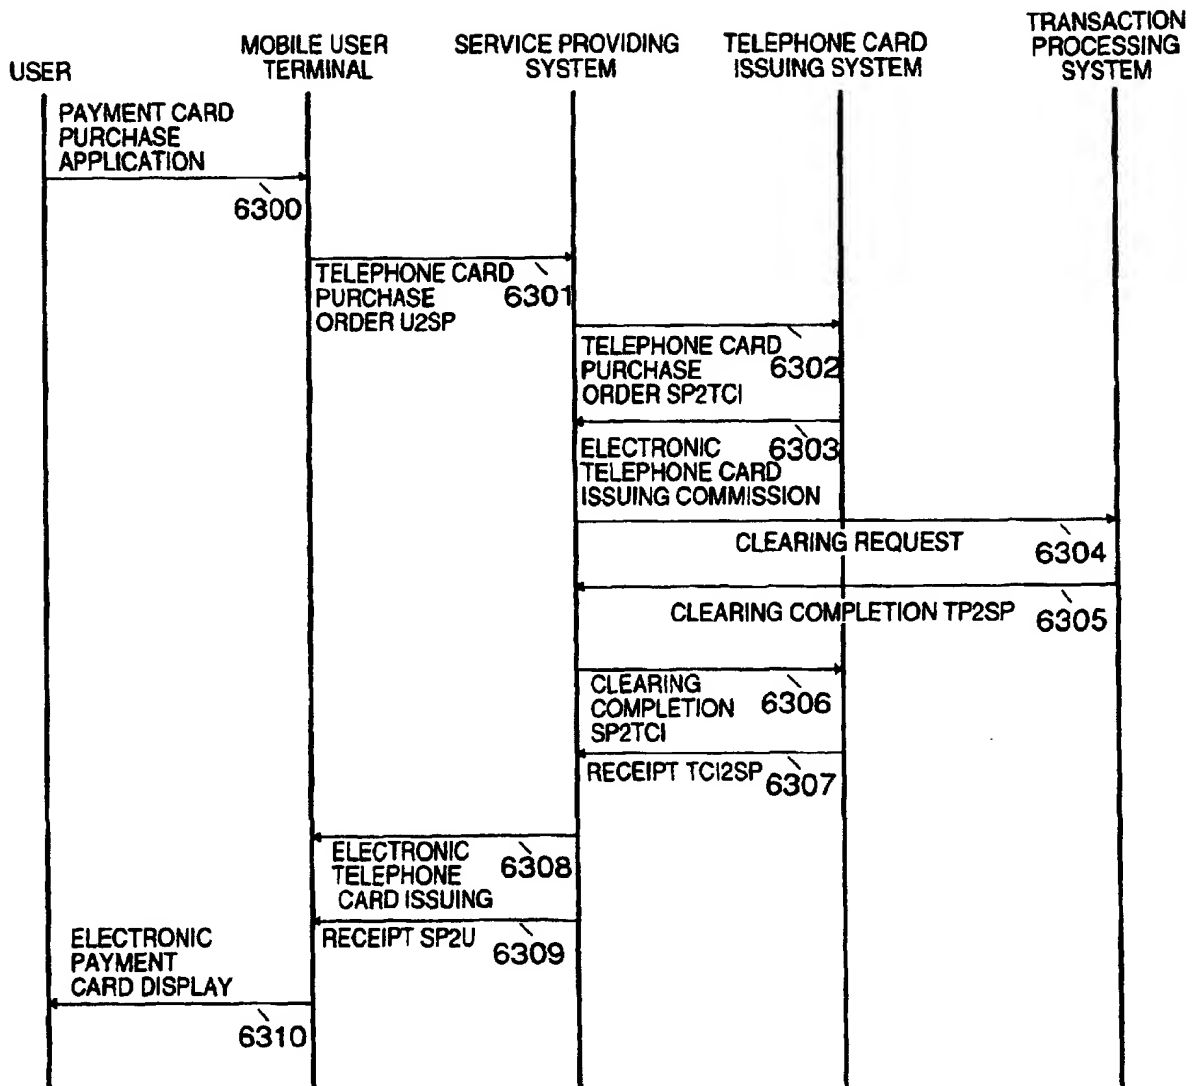 USER
MOBILE USER
TERMINAL
SERVICE PROVIDING
SYSTEM
TELEPHONE CARD
ISSUING SYSTEM
TRANSACTION
PROCESSING
SYSTEM
PAYMENT CARD
PURCHASE
APPLICATION
6300
TELEPHONE CARD
PURCHASE
ORDER U2SP
6301
TELEPHONE CARD
PURCHASE
ORDER SP2TCI
6302
ELECTRONIC
TELEPHONE CARD
ISSUING COMMISSION
6303
CLEARING REQUEST
6304
CLEARING COMPLETION TP2SP
6305
CLEARING
COMPLETION
SP2TCI
6306
RECEIPT TCI2SP
6307
ELECTRONIC
TELEPHONE
CARD ISSUING
6308
RECEIPT SP2U
6309
ELECTRONIC
PAYMENT
CARD DISPLAY
6310